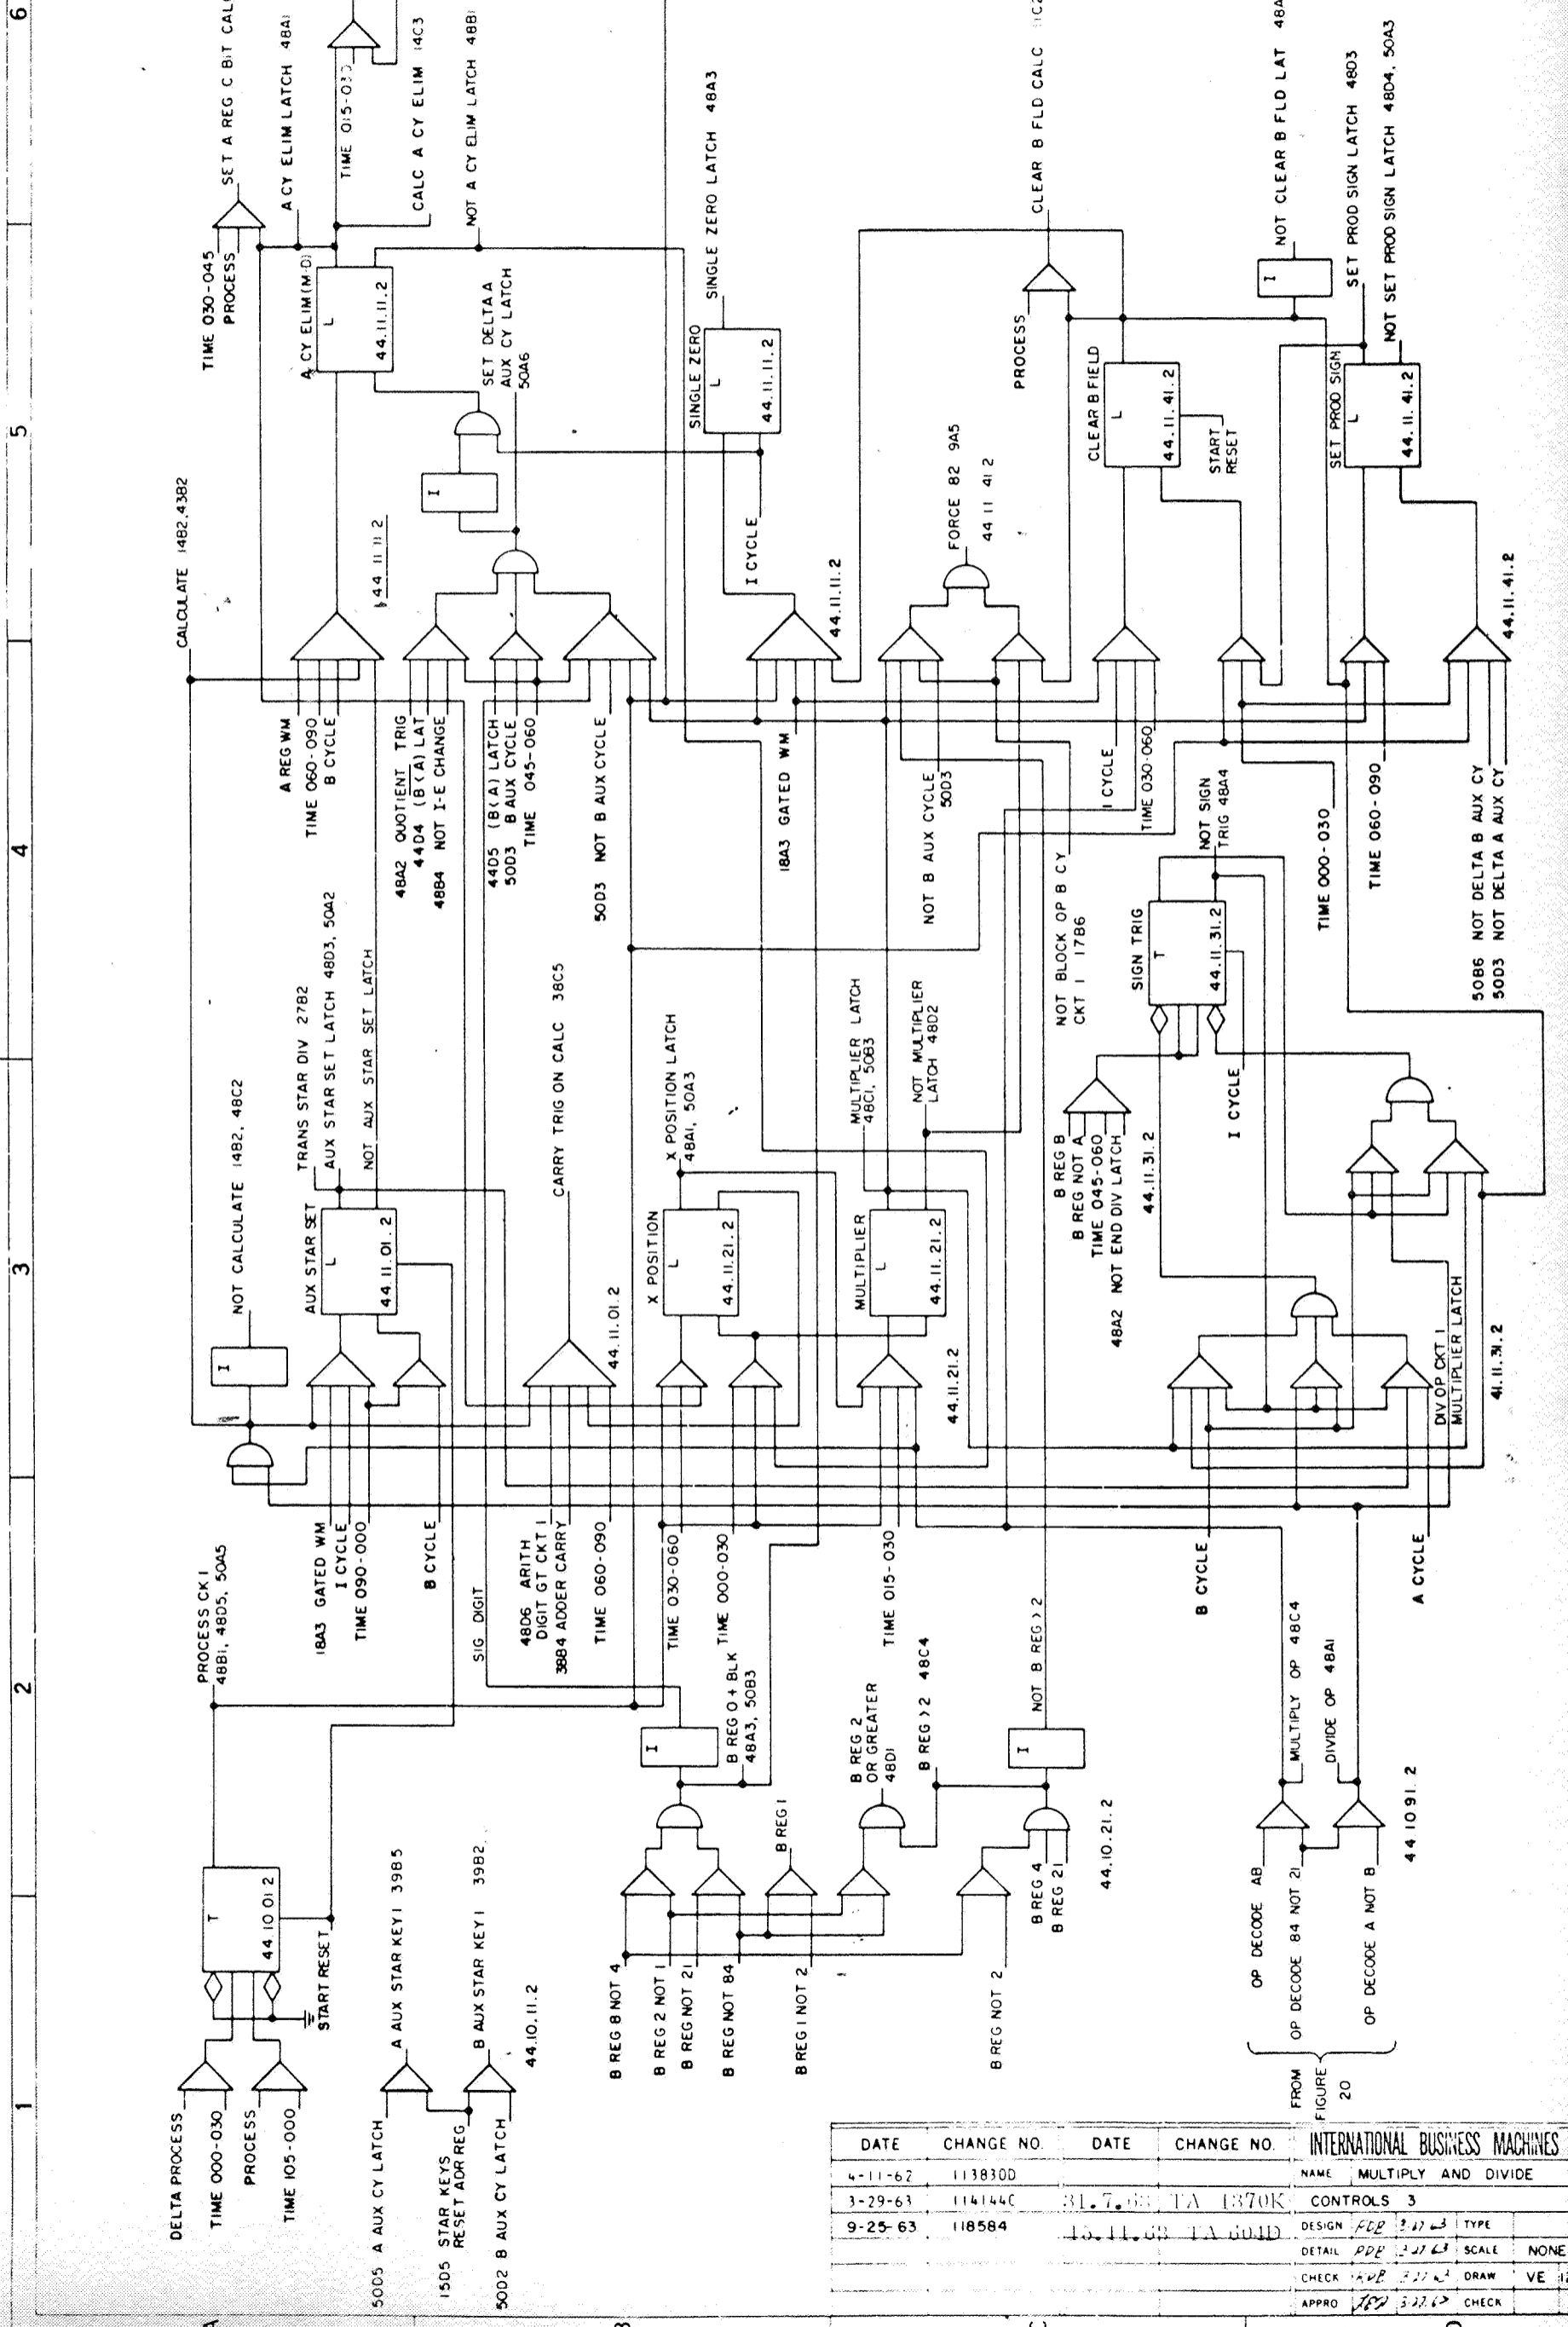 1
2
3
4
5
6
DELTA PROCESS
TIME 000-030
PROCESS
TIME 105-000
T
44 10 01 2
START RESET
PROCESS CK 1
48B1, 48D5, 50A5
50D5 A AUX CY LATCH
15D5 STAR KEYS
RESET ADR REG
50D2 B AUX CY LATCH
A AUX STAR KEY 1 39B5
B AUX STAR KEY 1 39B2
44.10.11.2
B REG 8 NOT 4
B REG 2 NOT 1
B REG NOT 21
B REG NOT 84
B REG 1 NOT 2
B REG NOT 2
I
SIG DIGIT
B REG 0 + BLK
48A3, 50B3
B REG 1
B REG 2
OR GREATER
48D1
B REG > 2 48C4
I
NOT B REG > 2
B REG 4
B REG 21
44.10.21.2
FROM
FIGURE
20
OP DECODE AB
OP DECODE 84 NOT 21
OP DECODE A NOT B
MULTIPLY OP 48C4
DIVIDE OP 48A1
44 10 91. 2
I
NOT CALCULATE 14B2, 48C2
CALCULATE 14B2, 43B2
18A3 GATED WM
I CYCLE
TIME 090-000
B CYCLE
AUX STAR SET
L
44.11.01.2
TRANS STAR DIV 27B2
AUX STAR SET LATCH 48D3, 50A2
NOT AUX STAR SET LATCH
48D6 ARITH
DIGIT GT CKT 1
38B4 ADDER CARRY
TIME 060-090
CARRY TRIG ON CALC 38C5
44.11.01.2
TIME 030-060
TIME 000-030
TIME 015-030
X POSITION
L
44.11.21.2
X POSITION LATCH
48A1, 50A3
MULTIPLIER
L
44.11.21.2
44.11.21.2
MULTIPLIER LATCH
48C1, 50B3
NOT MULTIPLIER
LATCH 48D2
B REG B
B REG NOT A
TIME 045-060
48A2 NOT END DIV LATCH
44.11.31.2
SIGN TRIG
T
44.11.31.2
NOT SIGN
TRIG 48A4
I CYCLE
B CYCLE
A CYCLE
DIV OP CKT 1
MULTIPLIER LATCH
41.11.31.2
A REG WM
TIME 060-090
B CYCLE
44 11 11 2
48A2 QUOTIENT TRIG
44D4 (B<A) LAT
48B4 NOT I-E CHANGE
44D5 (B<A) LATCH
50D3 B AUX CYCLE
TIME 045-060
50D3 NOT B AUX CYCLE
I
SET DELTA A
AUX CY LATCH
50A6
A CY ELIM (M-D)
L
44.11.11.2
TIME 030-045
PROCESS
SET A REG C BIT CALC
A CY ELIM LATCH 48A1
TIME 015-030
CALC A CY ELIM 14C3
NOT A CY ELIM LATCH 48B1
18A3 GATED WM
44.11.11.2
I CYCLE
SINGLE ZERO
L
44.11.11.2
SINGLE ZERO LATCH 48A3
NOT B AUX CYCLE
50D3
NOT BLOCK OP B CY
CKT 1 17B6
FORCE 82 9A5
44 11 41 2
I CYCLE
TIME 030-060
CLEAR B FIELD
L
44.11.41.2
START
RESET
PROCESS
CLEAR B FLD CALC
I
NOT CLEAR B FLD LAT 48A
TIME 000-030
TIME 060-090
50B6 NOT DELTA B AUX CY
50D3 NOT DELTA A AUX CY
44.11.41.2
SET PROD SIGN
L
44.11.41.2
SET PROD SIGN LATCH 48D3
NOT SET PROD SIGN LATCH 48D4, 50A3
DATE CHANGE NO. DATE CHANGE NO. INTERNATIONAL BUSINESS MACHINES
4-11-62 113830D NAME MULTIPLY AND DIVIDE
3-29-63 114144C 31.7.63 TA 1370K CONTROLS 3
9-25-63 118584 DESIGN TYPE
DETAIL SCALE NONE
CHECK DRAW VE
APPRO CHECK